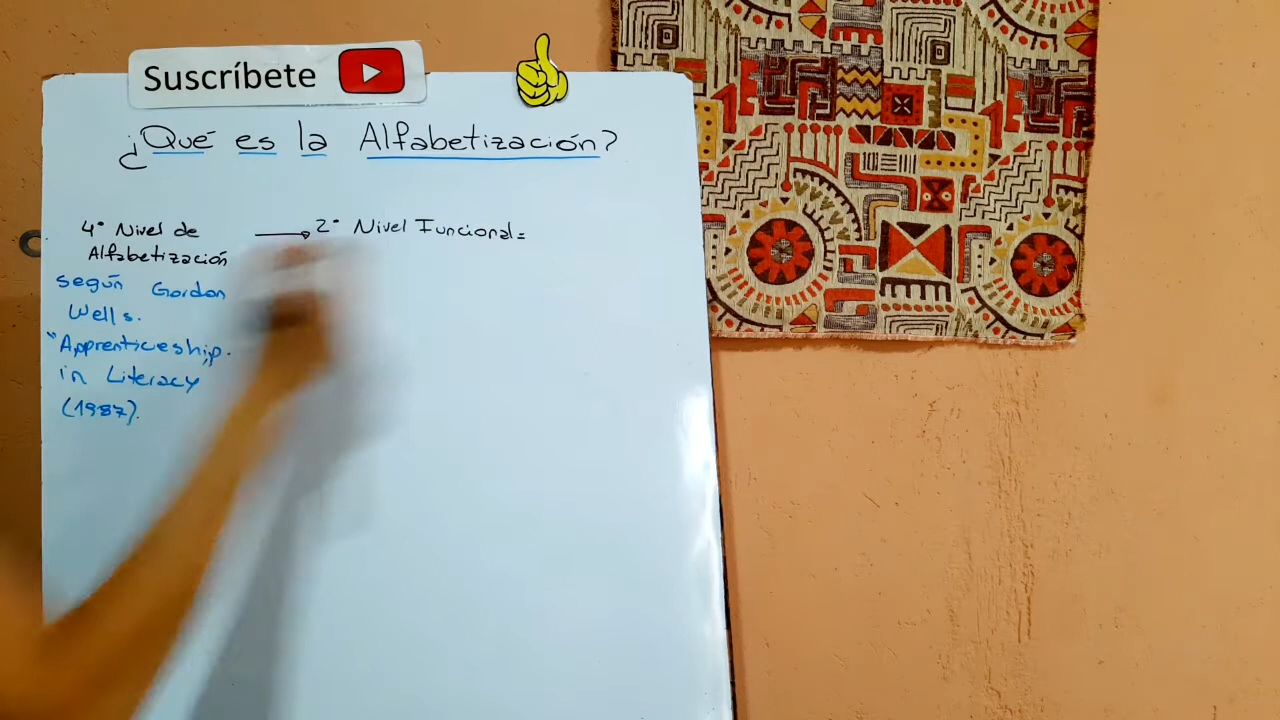 Suscríbete
¿Qué es la Alfabetización?
4° Nivel de
Alfabetización
según Gordon
Wells.
"Apprenticeship.
in Literacy"
(1987).
2° Nivel Funcional=